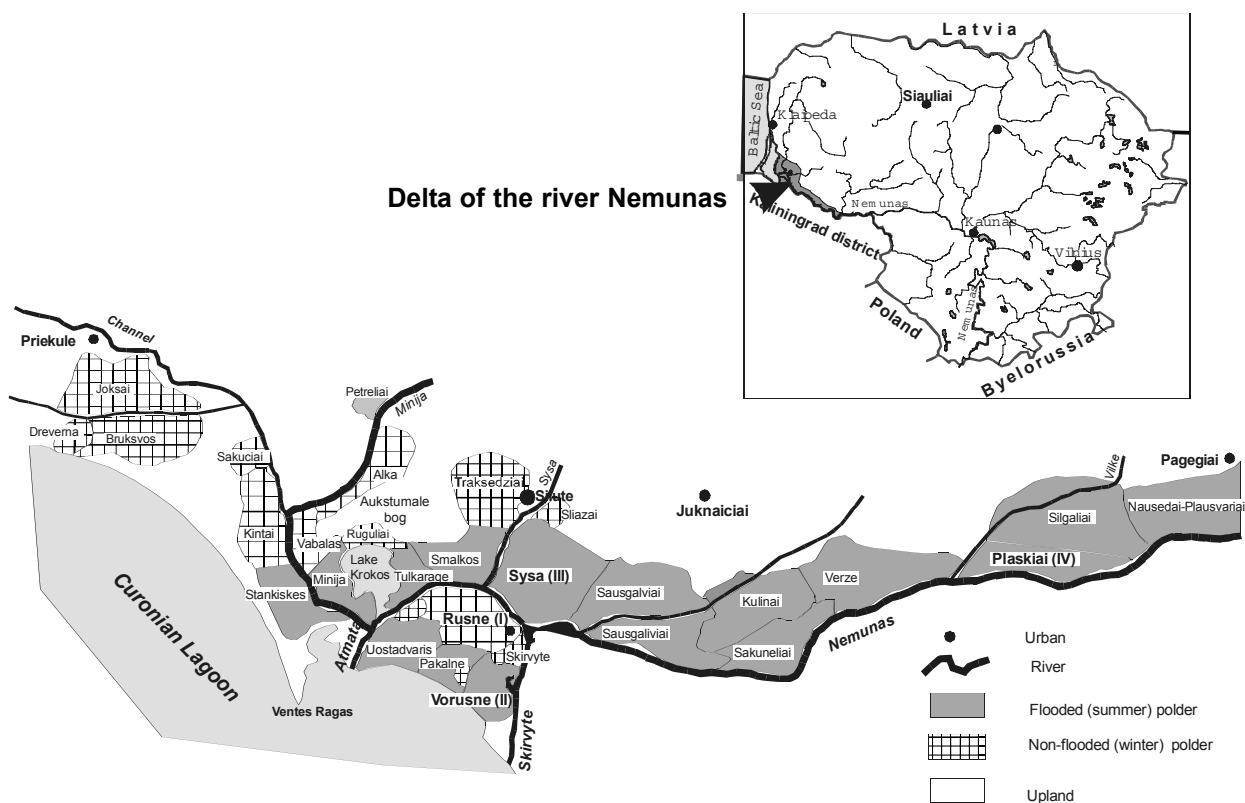 Latvia
Baltic Sea
Siauliai
Klaipeda
Delta of the river Nemunas
Nemunas
Kaliningrad district
Kaunas
Vilnius
Nemunas
Poland
Byelorussia
Channel
Priekule
Joksai
Petreliai
Minija
Dreverna
Bruksvos
Sakuciai
Alka
Traksedziai
Sysa
Silute
Sliazai
Juknaiciai
Vilke
Pagegiai
Aukstumale
bog
Kintai
Vabalas
Ruguliai
Silgaliai
Nausedai-Plausvariai
Lake
Krokos
Smalkos
Minija
Tulkarage
Stankiskes
Sysa (III)
Sausgalviai
Kulinai
Verze
Plaskiai (IV)
Curonian Lagoon
Atmata
Rusne (I)
Uostadvaris
Pakalne
Skirvyte
Sausgaliviai
Sakuneliai
Nemunas
Vorusne (II)
Ventes Ragas
Skirvyte
Urban
River
Flooded (summer) polder
Non-flooded (winter) polder
Upland